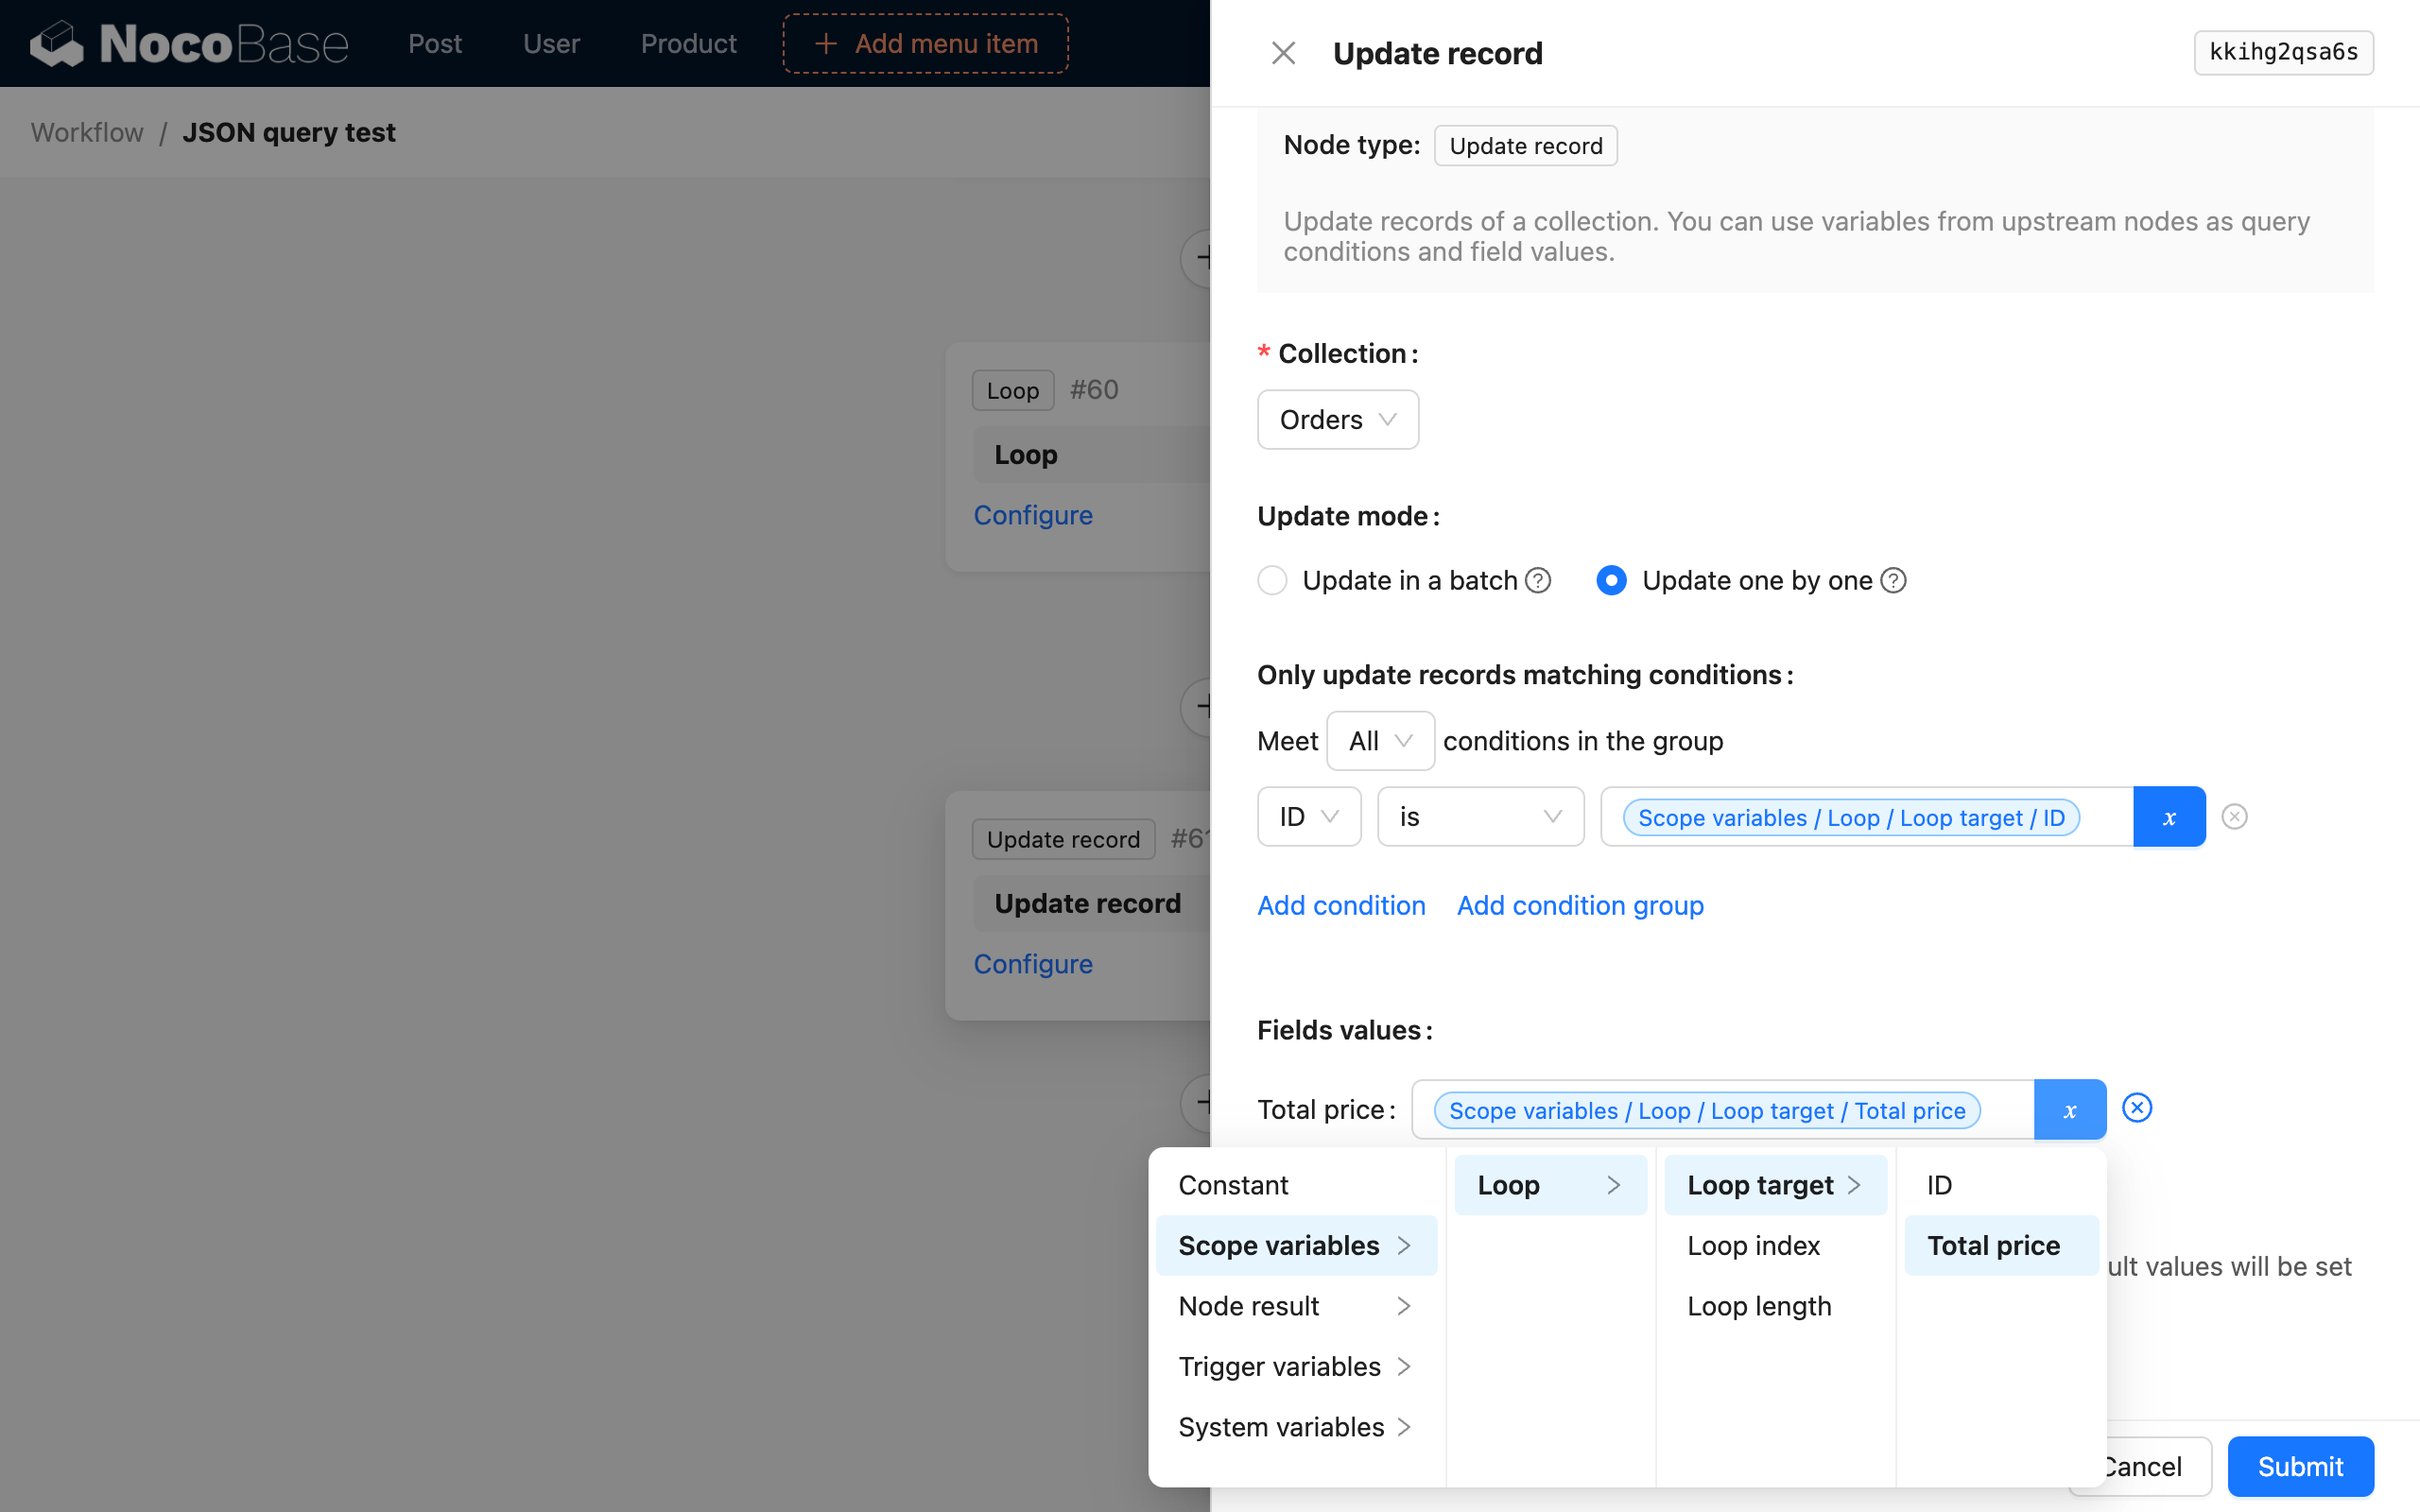 NocoBase Post User Product + Add menu item
Workflow / JSON query test
Loop #60
Loop
Configure
Update record
Update record
Configure
Update record kkihg2qsa6s
Node type: Update record
Update records of a collection. You can use variables from upstream nodes as query
conditions and field values.
* Collection:
Orders
Update mode:
Update in a batch ? Update one by one ?
Only update records matching conditions:
Meet All conditions in the group
ID is Scope variables / Loop / Loop target / ID x
Add condition Add condition group
Fields values:
Total price: Scope variables / Loop / Loop target / Total price x
Constant Loop Loop target ID
Scope variables Loop index Total price
ult values will be set
Node result Loop length
Trigger variables
System variables
Cancel Submit